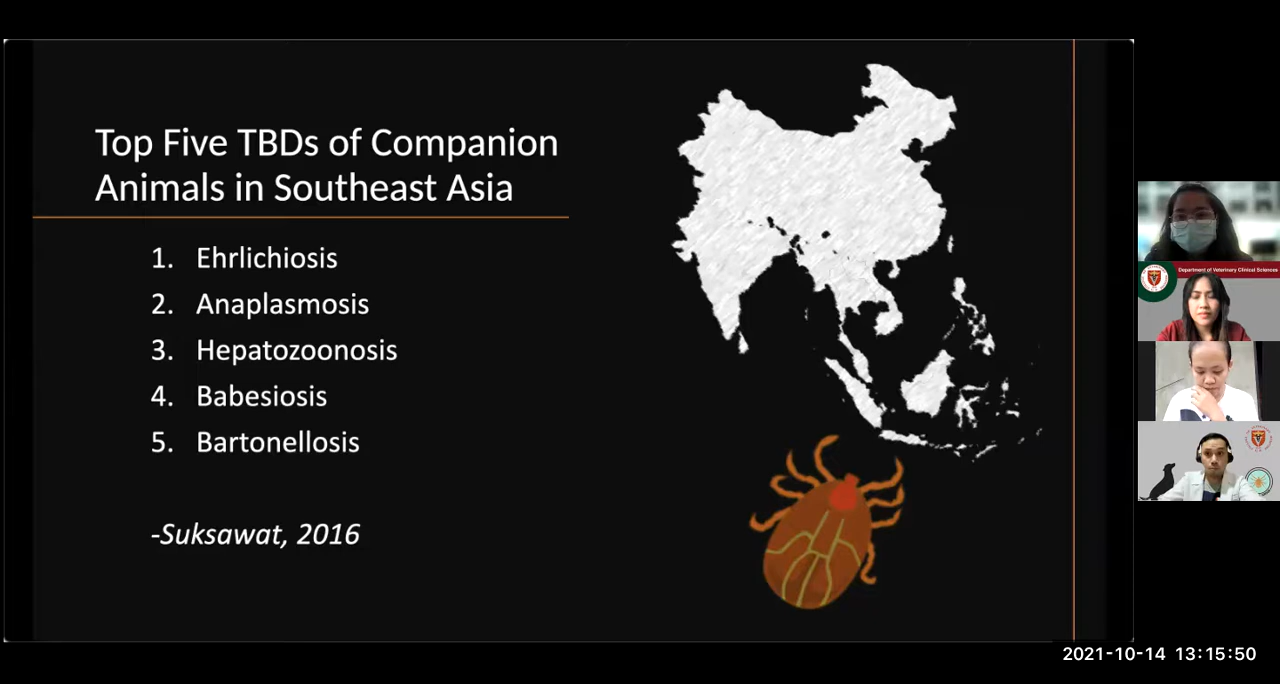 Top Five TBDs of Companion
Animals in Southeast Asia
1. Ehrlichiosis
2. Anaplasmosis
3. Hepatozoonosis
4. Babesiosis
5. Bartonellosis
-Suksawat, 2016
Department of Veterinary Clinical Sciences
2021-10-14 13:15:50